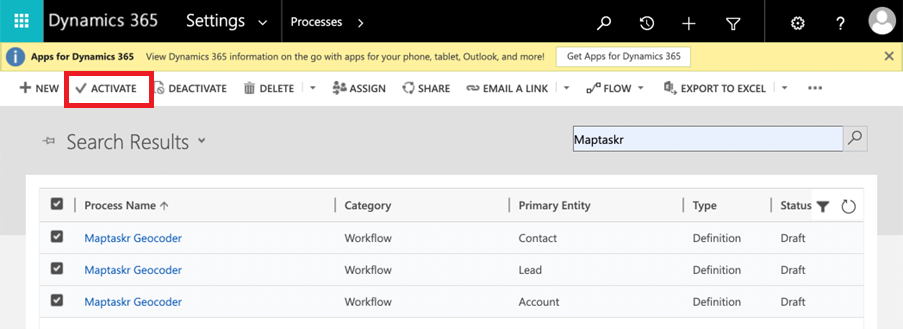 Dynamics 365 Settings Processes
Apps for Dynamics 365 View Dynamics 365 information on the go with apps for your phone, tablet, Outlook, and more! Get Apps for Dynamics 365
NEW ACTIVATE DEACTIVATE DELETE ASSIGN SHARE EMAIL A LINK FLOW EXPORT TO EXCEL
Search Results Maptaskr
Process Name Category Primary Entity Type Status
Maptaskr Geocoder Workflow Contact Definition Draft
Maptaskr Geocoder Workflow Lead Definition Draft
Maptaskr Geocoder Workflow Account Definition Draft